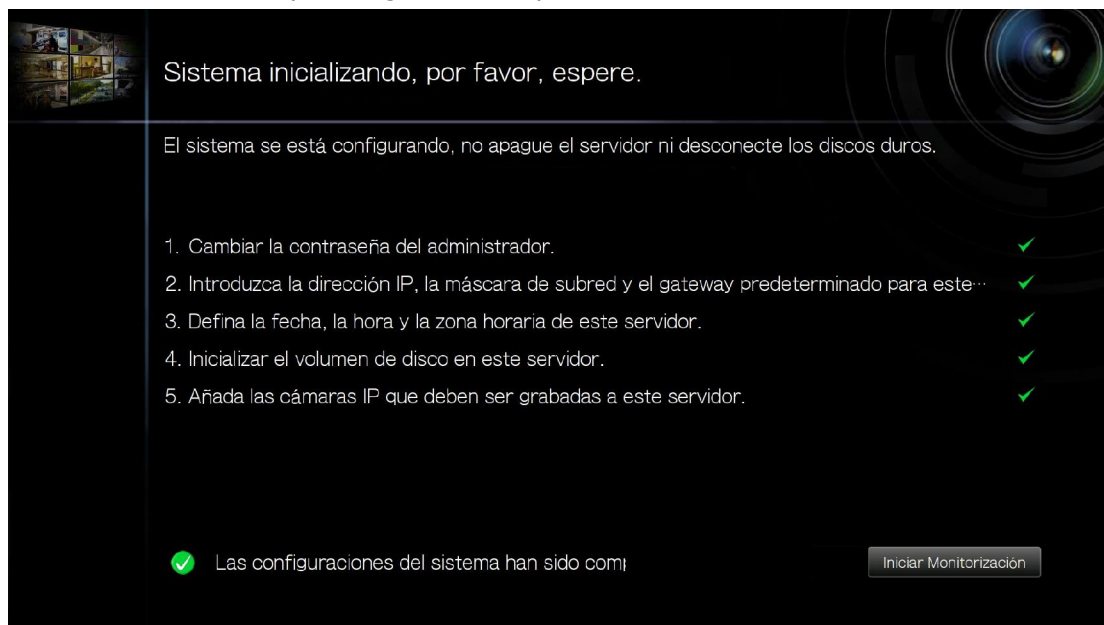 Sistema inicializando, por favor, espere.
El sistema se está configurando, no apague el servidor ni desconecte los discos duros.
1. Cambiar la contraseña del administrador.
2. Introduzca la dirección IP, la máscara de subred y el gateway predeterminado para este...
3. Defina la fecha, la hora y la zona horaria de este servidor.
4. Inicializar el volumen de disco en este servidor.
5. Añada las cámaras IP que deben ser grabadas a este servidor.
Las configuraciones del sistema han sido
Iniciar Monitorización